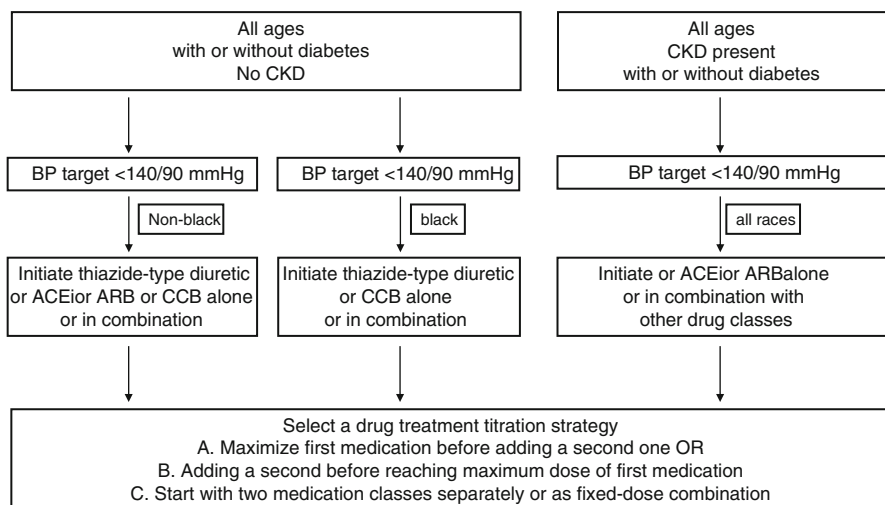 All ages
with or without diabetes
No CKD
All ages
CKD present
with or without diabetes
BP target <140/90 mmHg
BP target <140/90 mmHg
BP target <140/90 mmHg
Non-black
black
all races
Initiate thiazide-type diuretic
or ACEior ARB or CCB alone
or in combination
Initiate thiazide-type diuretic
or CCB alone
or in combination
Initiate or ACEior ARBalone
or in combination with
other drug classes
Select a drug treatment titration strategy
A. Maximize first medication before adding a second one OR
B. Adding a second before reaching maximum dose of first medication
C. Start with two medication classes separately or as fixed-dose combination